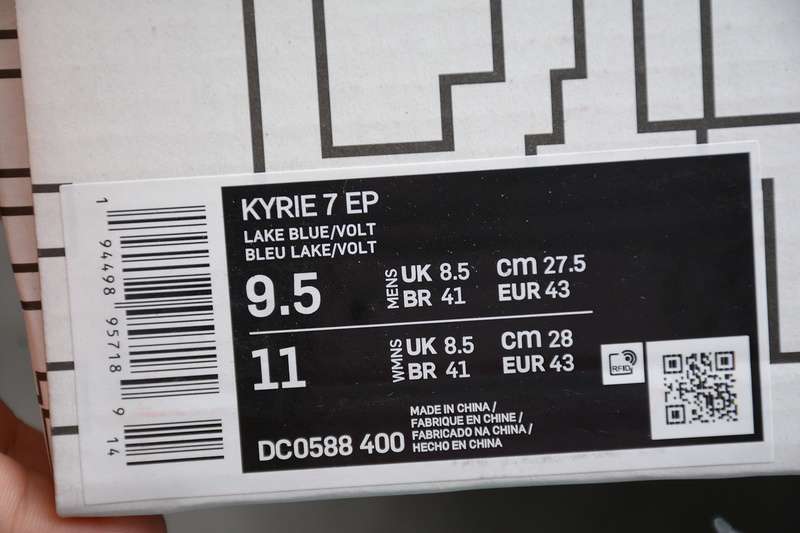 KYRIE 7 EP
LAKE BLUE/VOLT
BLEU LAKE/VOLT
9.5
MENS
UK 8.5 cm 27.5
BR 41 EUR 43
11
WMNS
UK 8.5 cm 28
BR 41 EUR 43
RFID
DC0588 400
MADE IN CHINA /
FABRIQUE EN CHINE /
FABRICADO NA CHINA /
HECHO EN CHINA
1 94498 95718 9 14